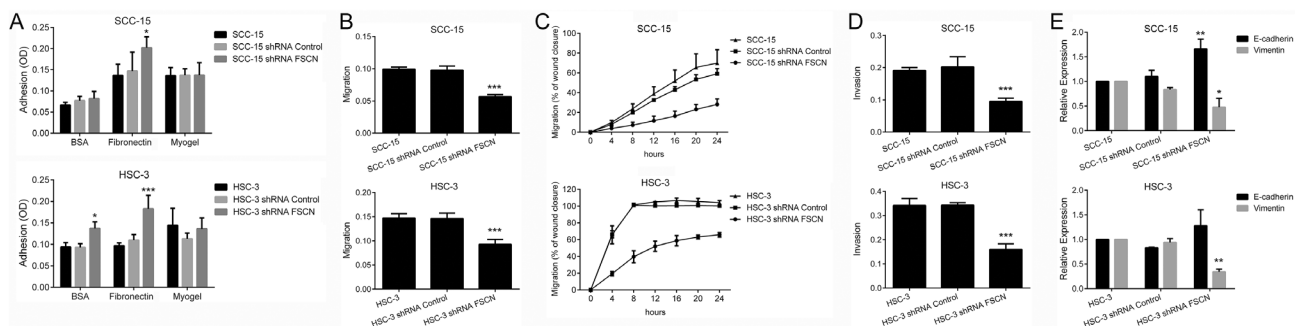 A
SCC-15
Adhesion (OD)
0.25
0.20
0.15
0.10
0.05
0.00
BSA
Fibronectin
Myogel
*
SCC-15
SCC-15 shRNA Control
SCC-15 shRNA FSCN
HSC-3
Adhesion (OD)
0.25
0.20
0.15
0.10
0.05
0.00
BSA
Fibronectin
Myogel
*
***
HSC-3
HSC-3 shRNA Control
HSC-3 shRNA FSCN
B
SCC-15
Migration
0.15
0.10
0.05
0.00
***
SCC-15
SCC-15 shRNA Control
SCC-15 shRNA FSCN
HSC-3
Migration
0.20
0.15
0.10
0.05
0.00
***
HSC-3
HSC-3 shRNA Control
HSC-3 shRNA FSCN
C
SCC-15
Migration (% of wound closure)
100
80
60
40
20
0
0 4 8 12 16 20 24
hours
SCC-15
SCC-15 shRNA Control
SCC-15 shRNA FSCN
HSC-3
Migration (% of wound closure)
120
100
80
60
40
20
0
0 4 8 12 16 20 24
hours
HSC-3
HSC-3 shRNA Control
HSC-3 shRNA FSCN
D
SCC-15
Invasion
0.3
0.2
0.1
0.0
***
SCC-15
SCC-15 shRNA Control
SCC-15 shRNA FSCN
HSC-3
Invasion
0.4
0.3
0.2
0.1
0.0
***
HSC-3
HSC-3 shRNA Control
HSC-3 shRNA FSCN
E
SCC-15
Relative Expression
2.0
1.5
1.0
0.5
0.0
**
*
E-cadherin
Vimentin
SCC-15
SCC-15 shRNA Control
SCC-15 shRNA FSCN
HSC-3
Relative Expression
2.0
1.5
1.0
0.5
0.0
**
E-cadherin
Vimentin
HSC-3
HSC-3 shRNA Control
HSC-3 shRNA FSCN